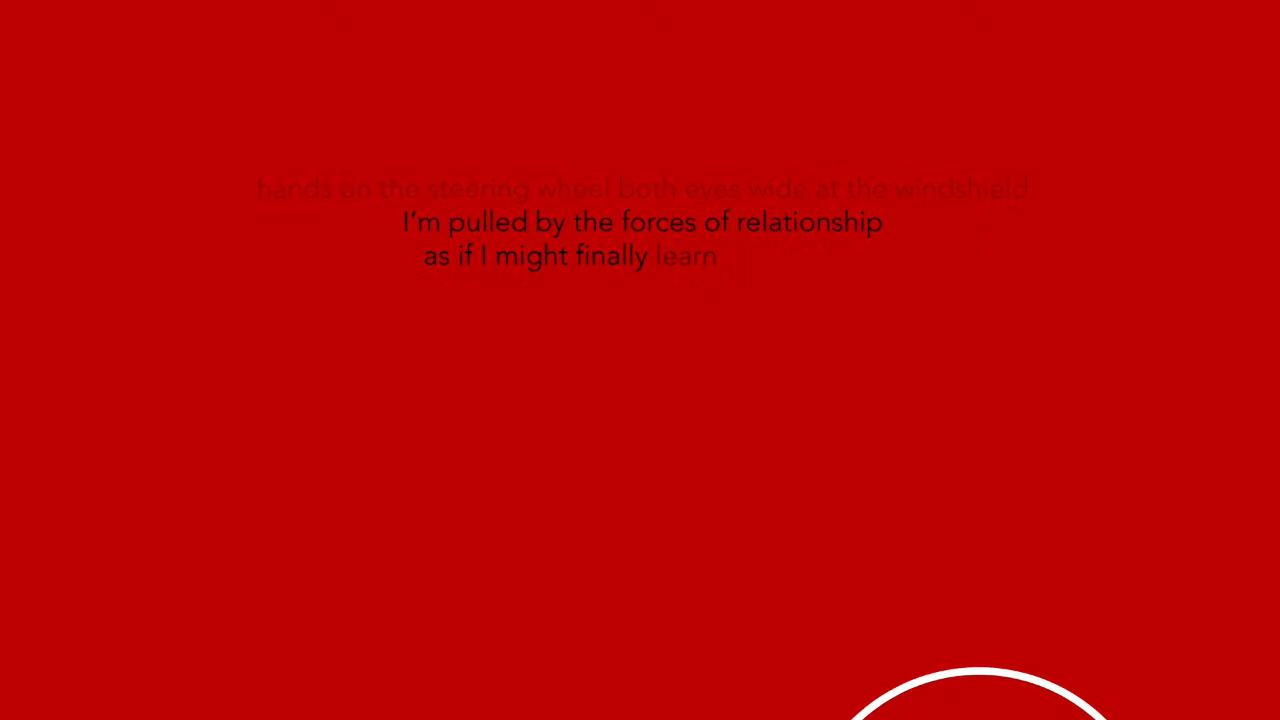 hands on the steering wheel both eyes wide at the windshield
I'm pulled by the forces of relationship
as if I might finally learn